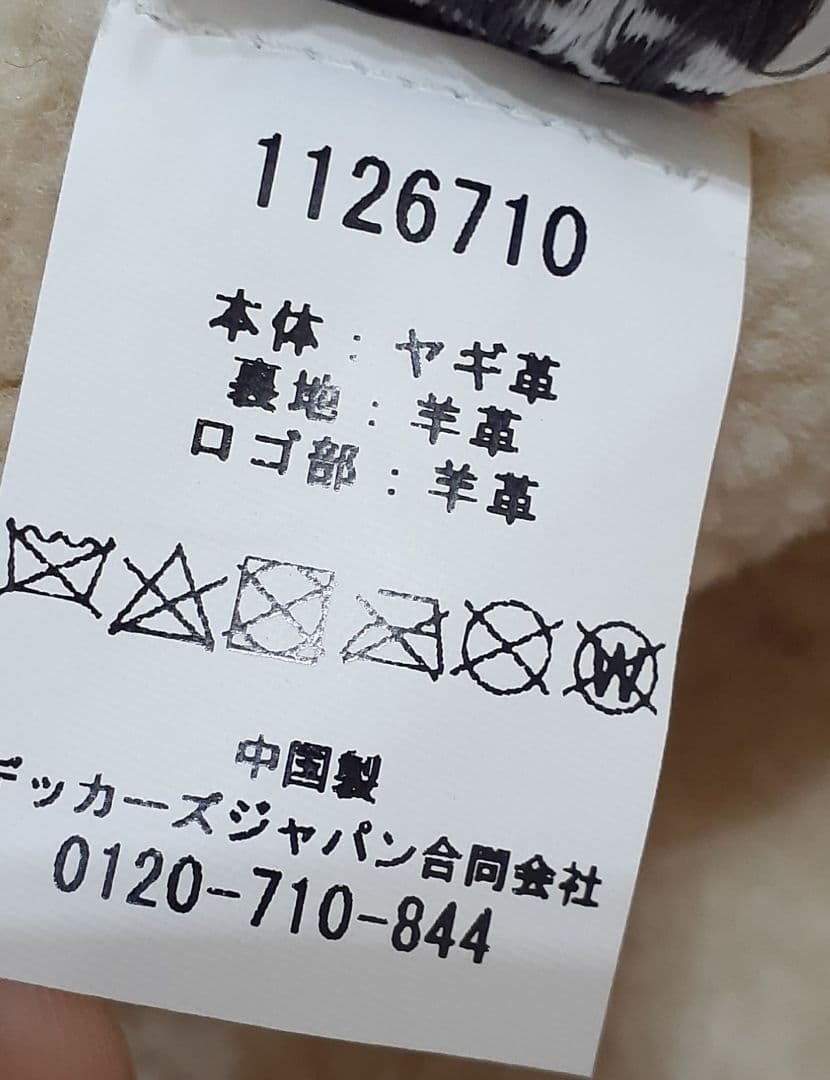 1126710
本体：ヤギ革
裏地：羊革
ロゴ部：羊革
W
中国製
デッカーズジャパン合同会社
0120-710-844